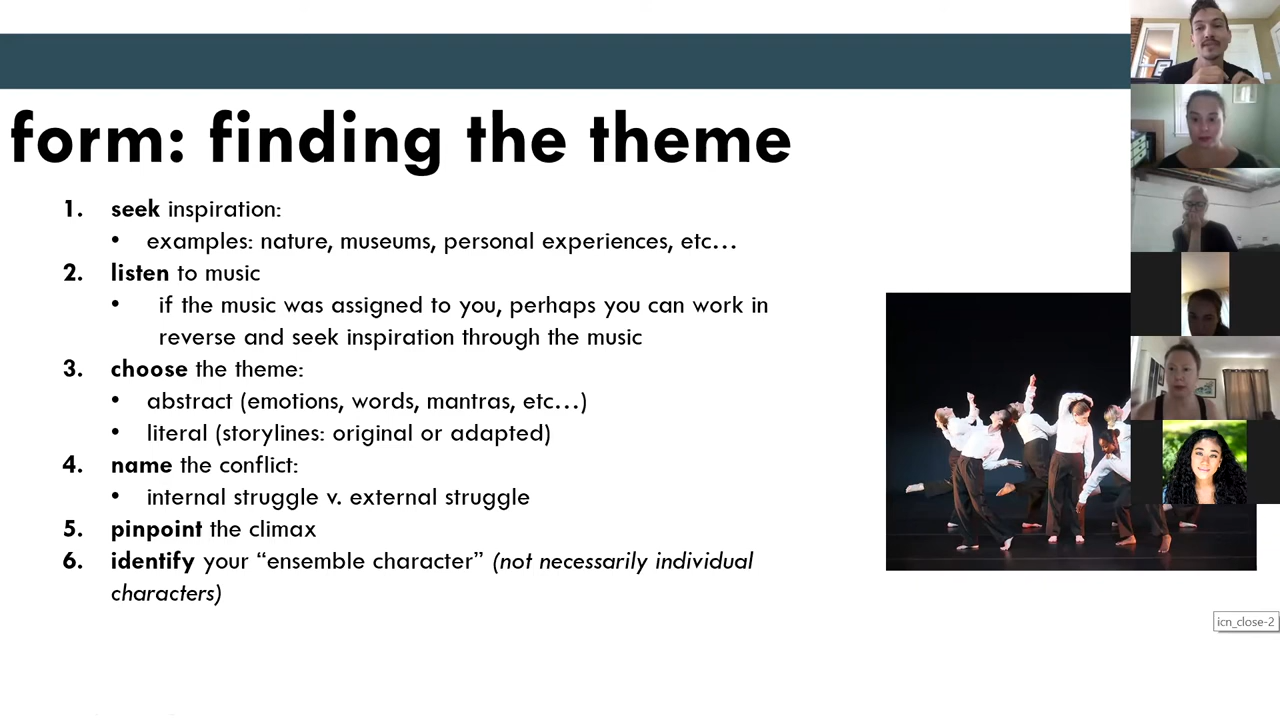 form: finding the theme
1. seek inspiration:
• examples: nature, museums, personal experiences, etc…
2. listen to music
• if the music was assigned to you, perhaps you can work in
reverse and seek inspiration through the music
3. choose the theme:
• abstract (emotions, words, mantras, etc…)
• literal (storylines: original or adapted)
4. name the conflict:
• internal struggle v. external struggle
5. pinpoint the climax
6. identify your “ensemble character” (not necessarily individual
characters)
icn_close-2